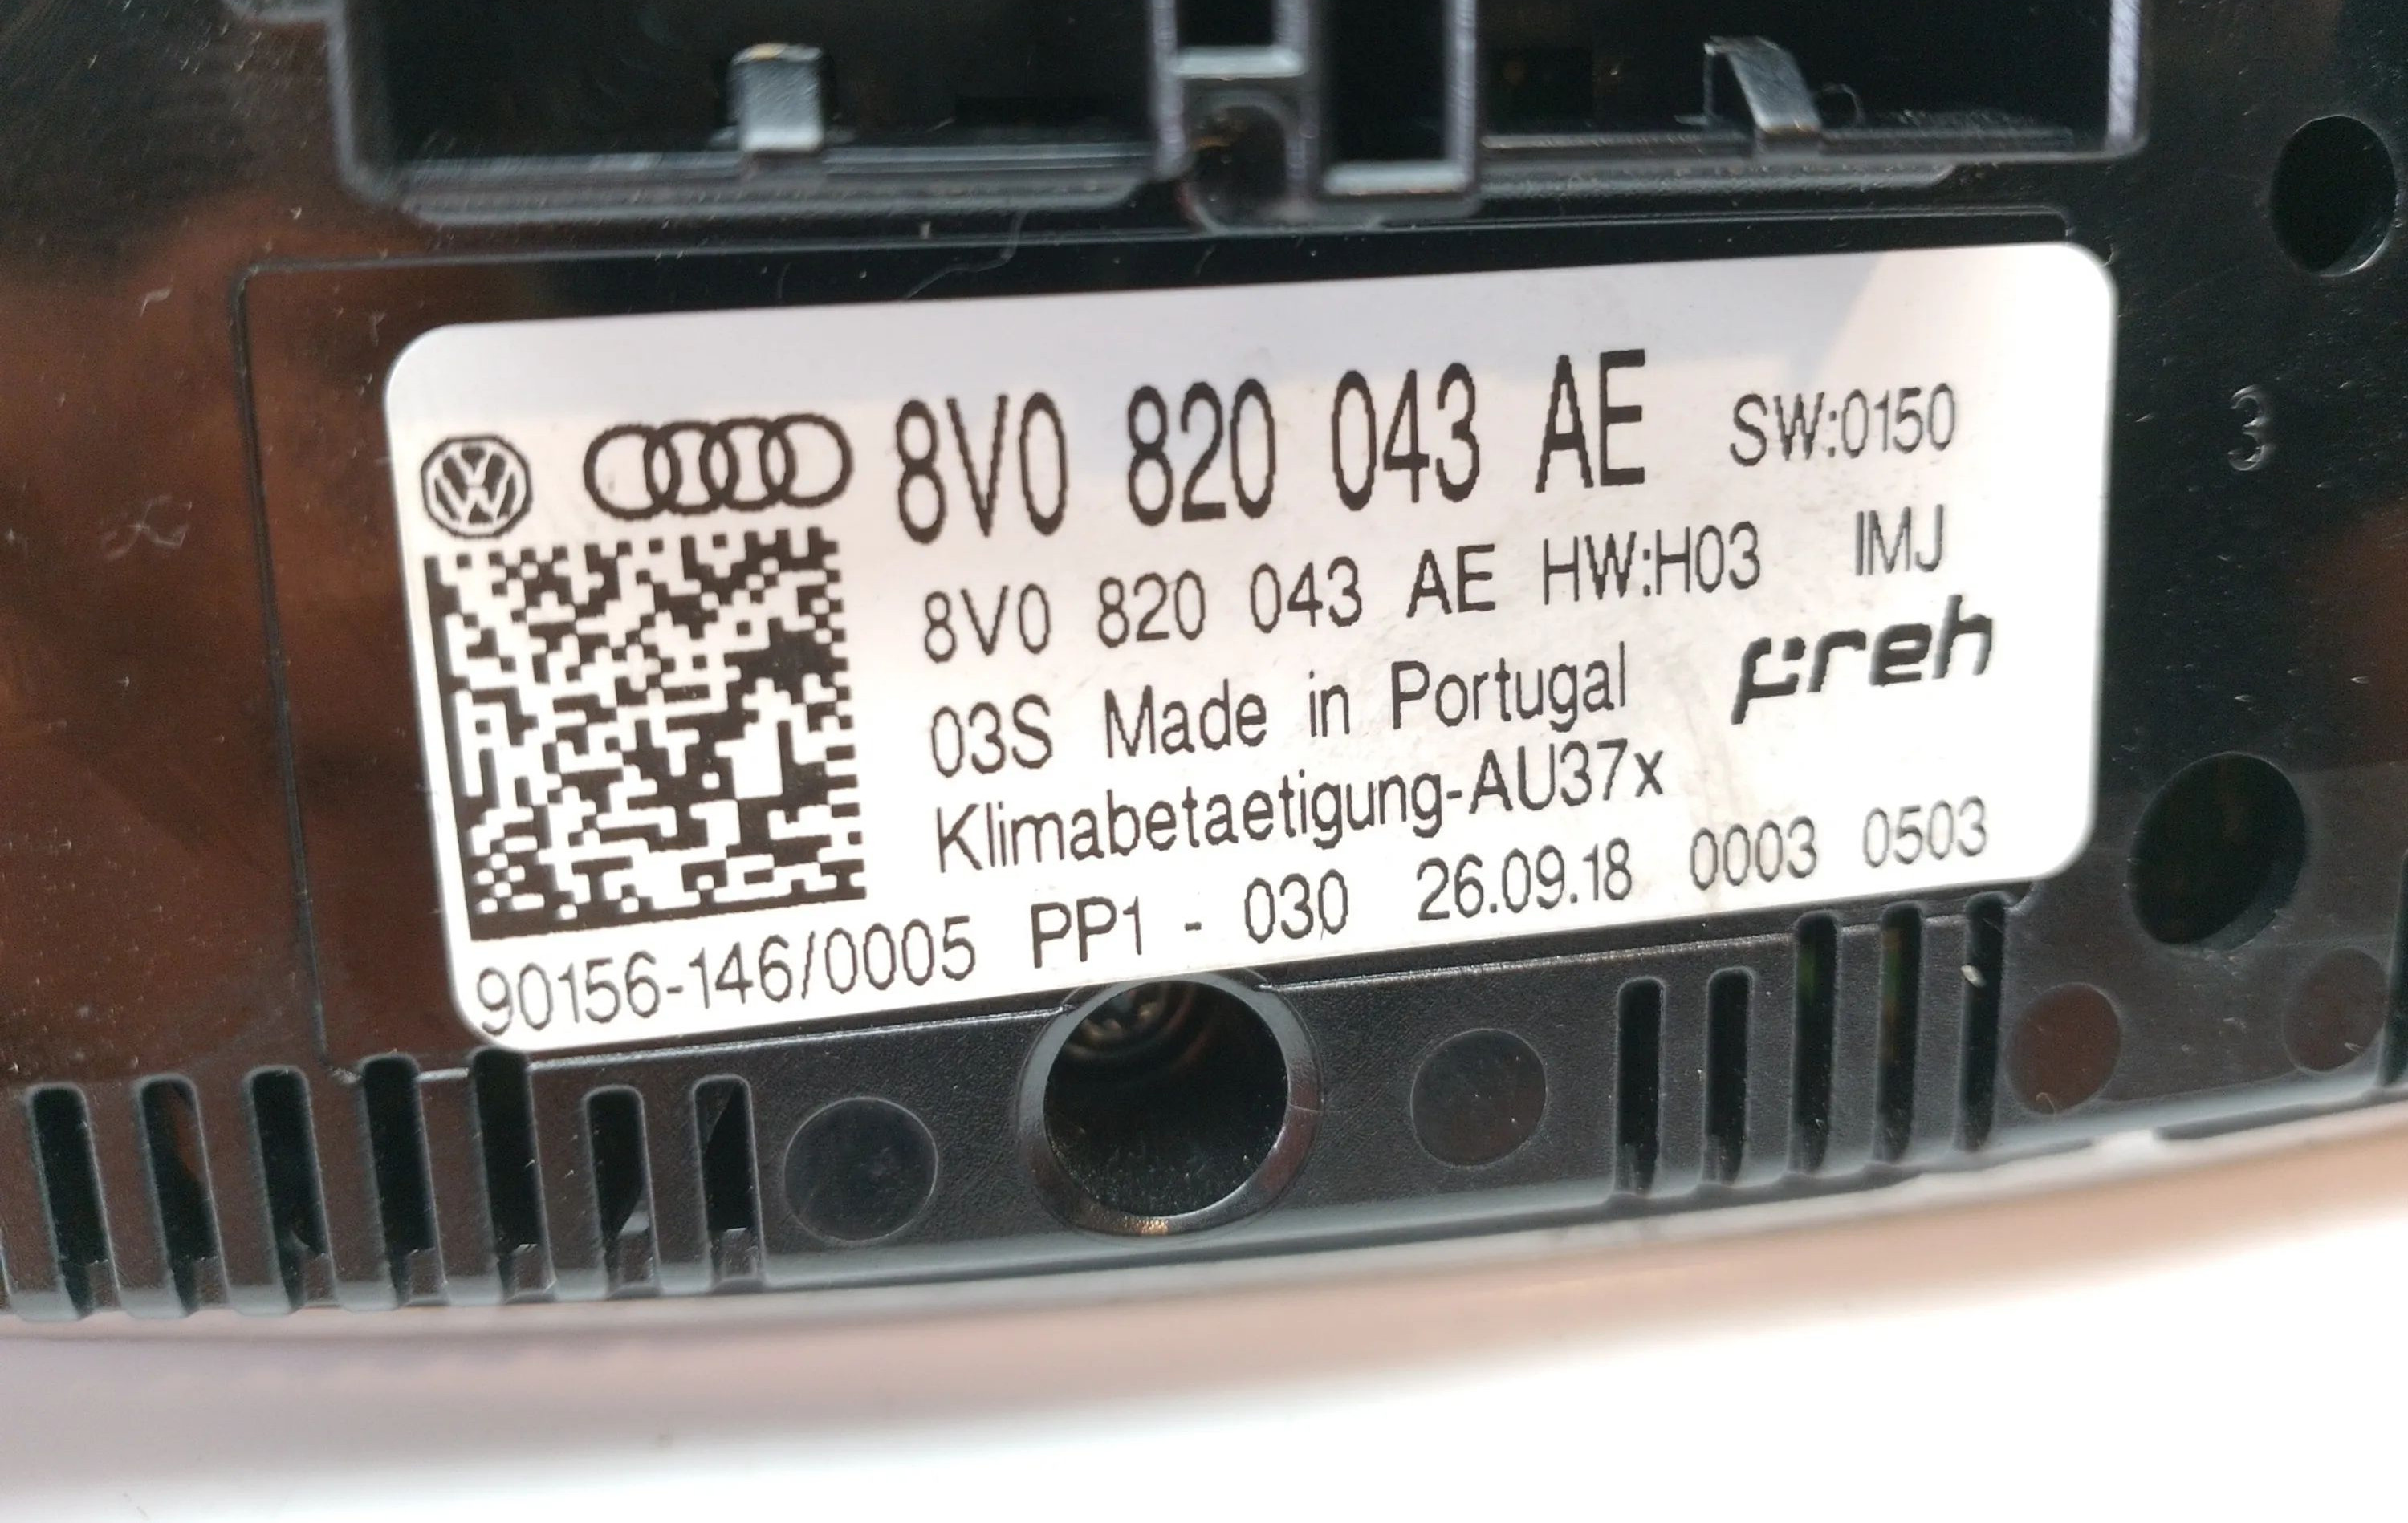 8V0 820 043 AE SW:0150
8V0 820 043 AE HW:H03 IMJ
03S Made in Portugal preh
Klimabetaetigung-AU37x
90156-146/0005 PP1 - 030 26.09.18 0003 0503
3